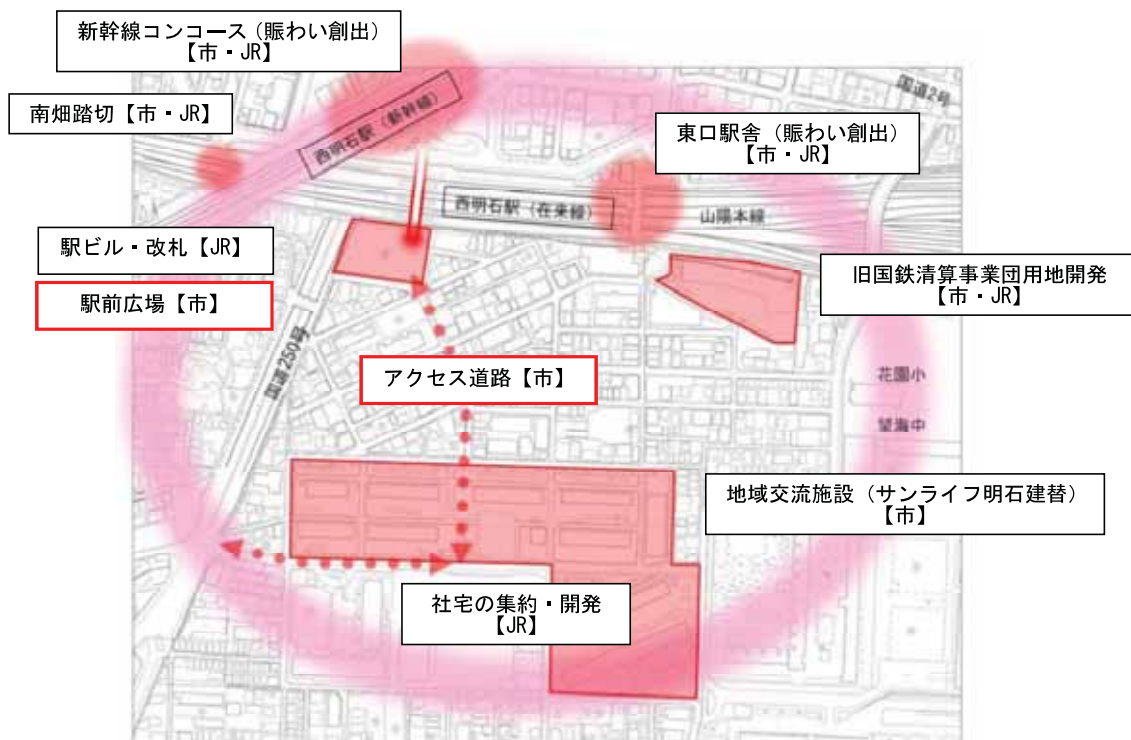 新幹線コンコース（賑わい創出）
【市・JR】
国道2号
南畑踏切【市・JR】
西明石駅（新幹線）
東口駅舎（賑わい創出）
【市・JR】
西明石駅（在来線）
山陽本線
駅ビル・改札【JR】
駅前広場【市】
旧国鉄清算事業団用地開発
【市・JR】
国道250号
アクセス道路【市】
花園小
望海中
地域交流施設（サンライフ明石建替）
【市】
社宅の集約・開発
【JR】